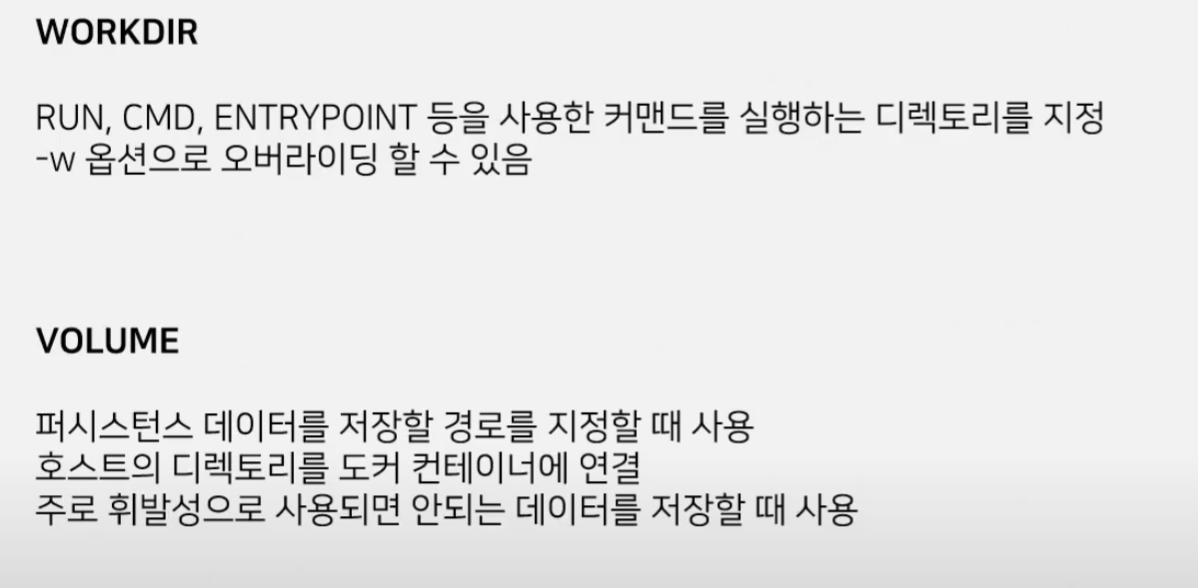 WORKDIR
RUN, CMD, ENTRYPOINT 등을 사용한 커맨드를 실행하는 디렉토리를 지정
-w 옵션으로 오버라이딩 할 수 있음
VOLUME
퍼시스턴스 데이터를 저장할 경로를 지정할 때 사용
호스트의 디렉토리를 도커 컨테이너에 연결
주로 휘발성으로 사용되면 안되는 데이터를 저장할 때 사용